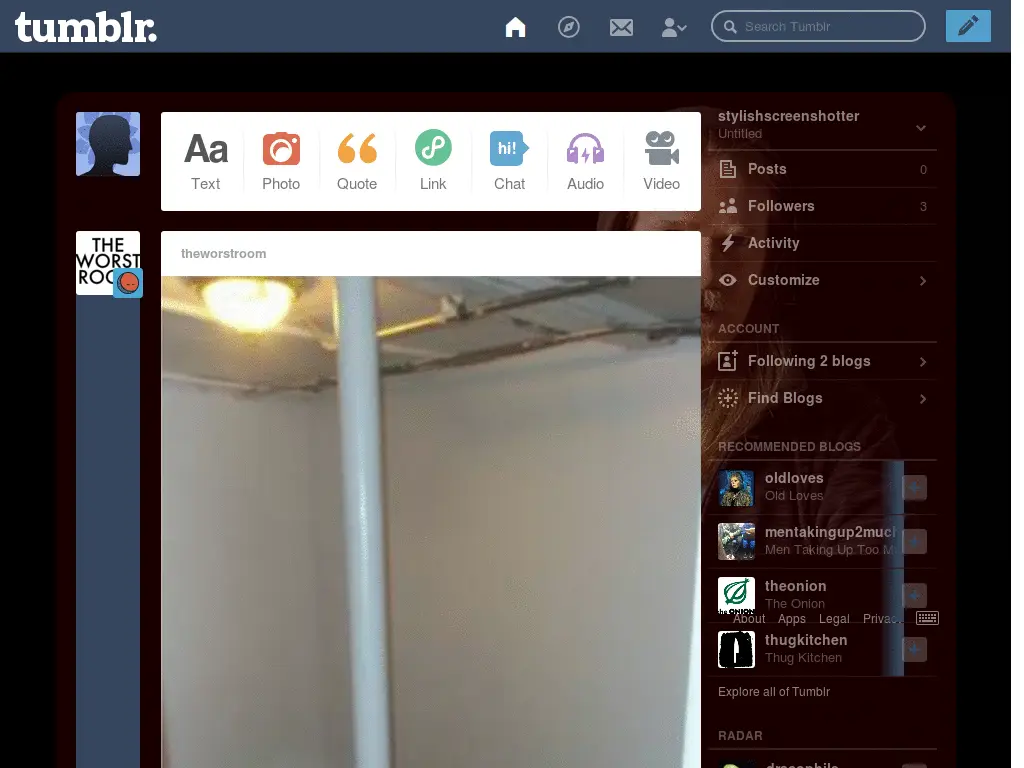 tumblr.
Search Tumblr
Aa
Text
Photo
Quote
Link
hi!
Chat
Audio
Video
THE
WORST
theworstroom
stylishscreenshotter
Untitled
Posts 0
Followers 3
Activity
Customize
ACCOUNT
Following 2 blogs
Find Blogs
RECOMMENDED BLOGS
oldloves
Old Loves
mentakingup2much
Men Taking Up Too M
theonion
The Onion
About Apps Legal Privac
thugkitchen
Thug Kitchen
Explore all of Tumblr
RADAR